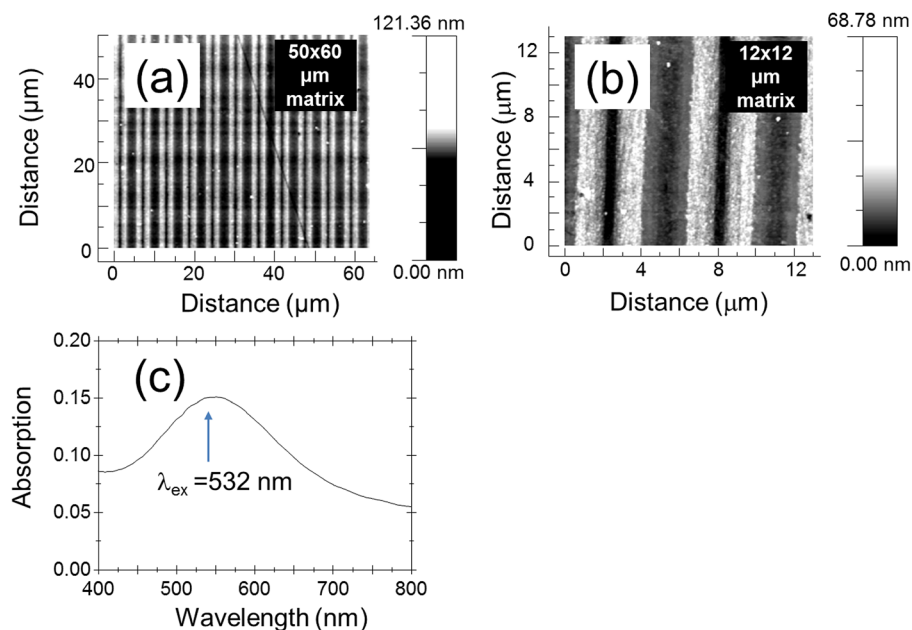 121.36 nm
(a)
50x60
μm
matrix
40
20
0
Distance (μm)
0.00 nm
0 20 40 60
Distance (μm)
68.78 nm
(b)
12x12
μm
matrix
12
8
4
0
Distance (μm)
0.00 nm
0 4 8 12
Distance (μm)
(c)
0.20
0.15
0.10
0.05
0.00
Absorption
λex =532 nm
400 500 600 700 800
Wavelength (nm)